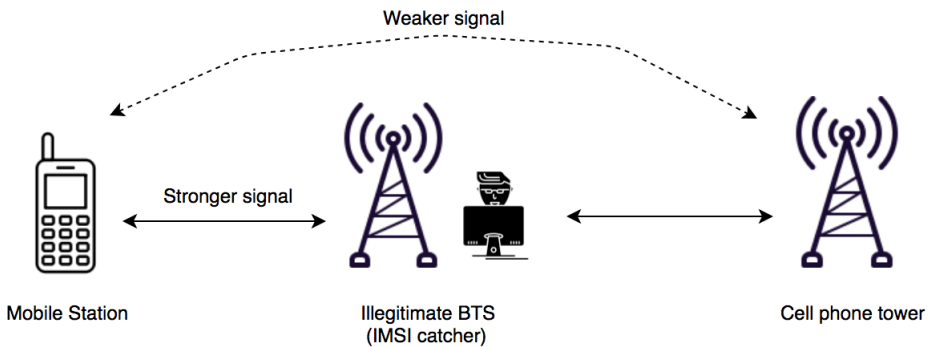 Weaker signal
Stronger signal
Mobile Station
Illegitimate BTS
(IMSI catcher)
Cell phone tower